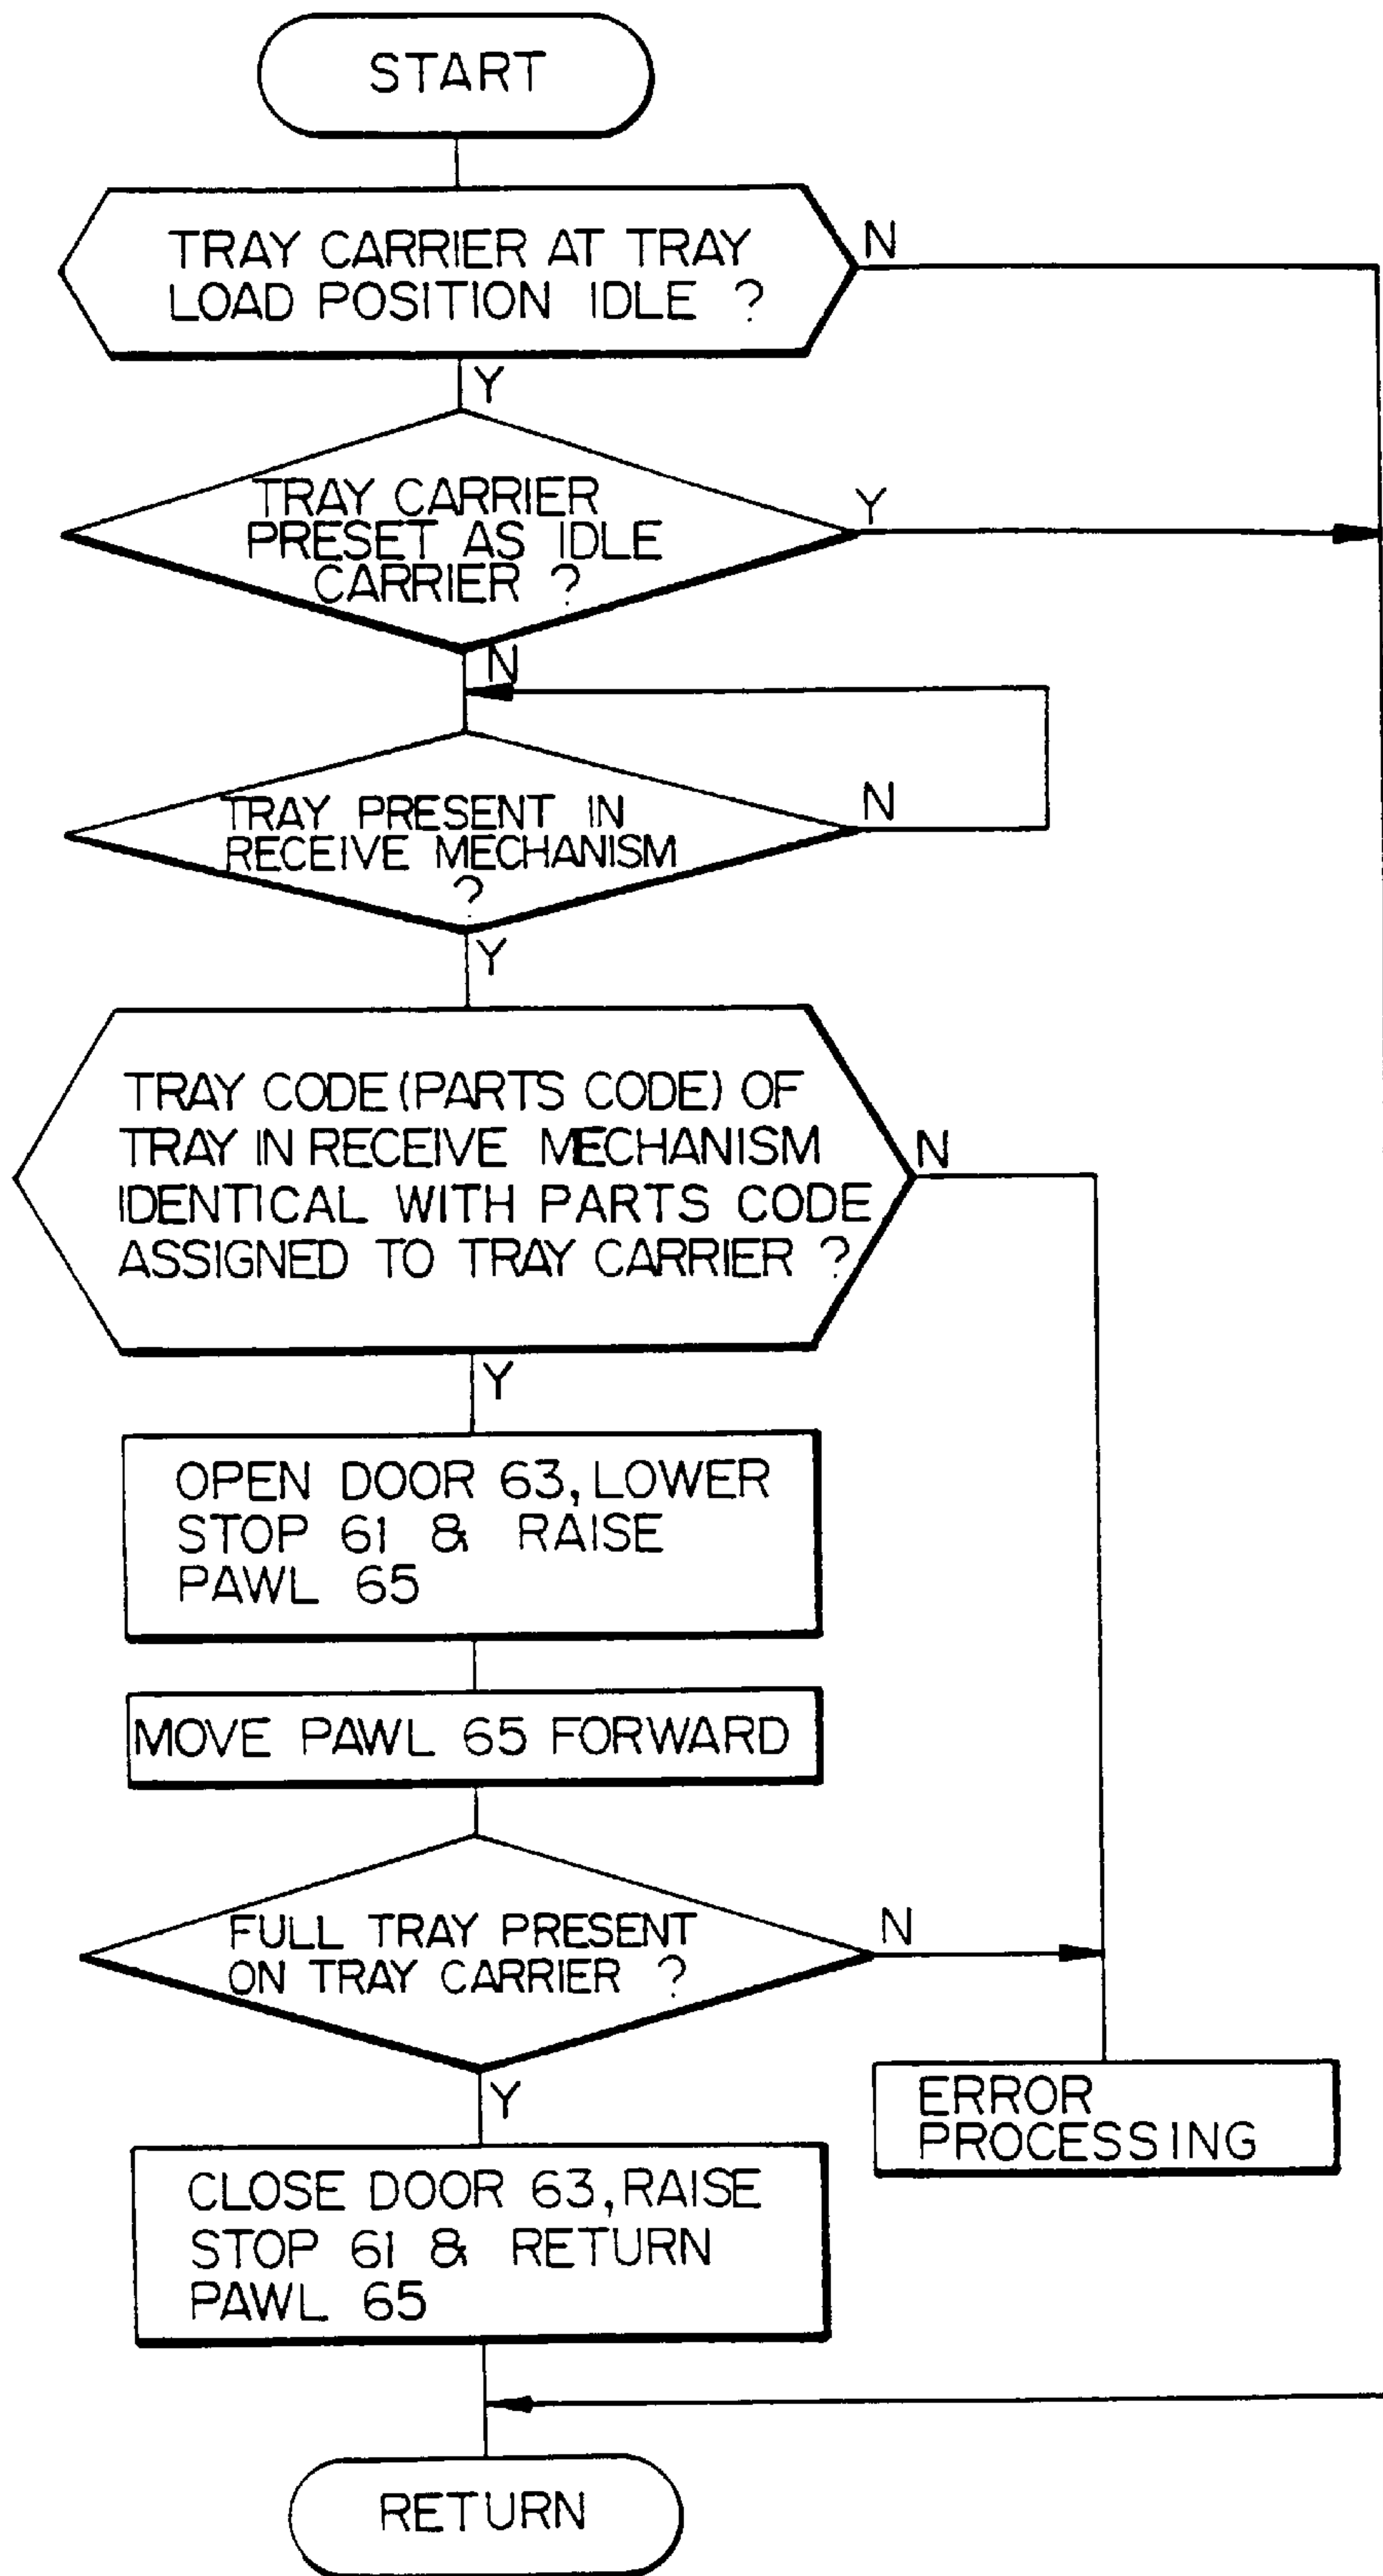 START
TRAY CARRIER AT TRAY
LOAD POSITION IDLE ?
N
Y
TRAY CARRIER
PRESET AS IDLE
CARRIER ?
Y
N
TRAY PRESENT IN
RECEIVE MECHANISM
?
N
Y
TRAY CODE (PARTS CODE) OF
TRAY IN RECEIVE MECHANISM
IDENTICAL WITH PARTS CODE
ASSIGNED TO TRAY CARRIER ?
N
Y
OPEN DOOR 63, LOWER
STOP 61 & RAISE
PAWL 65
MOVE PAWL 65 FORWARD
FULL TRAY PRESENT
ON TRAY CARRIER ?
N
Y
ERROR
PROCESSING
CLOSE DOOR 63, RAISE
STOP 61 & RETURN
PAWL 65
RETURN